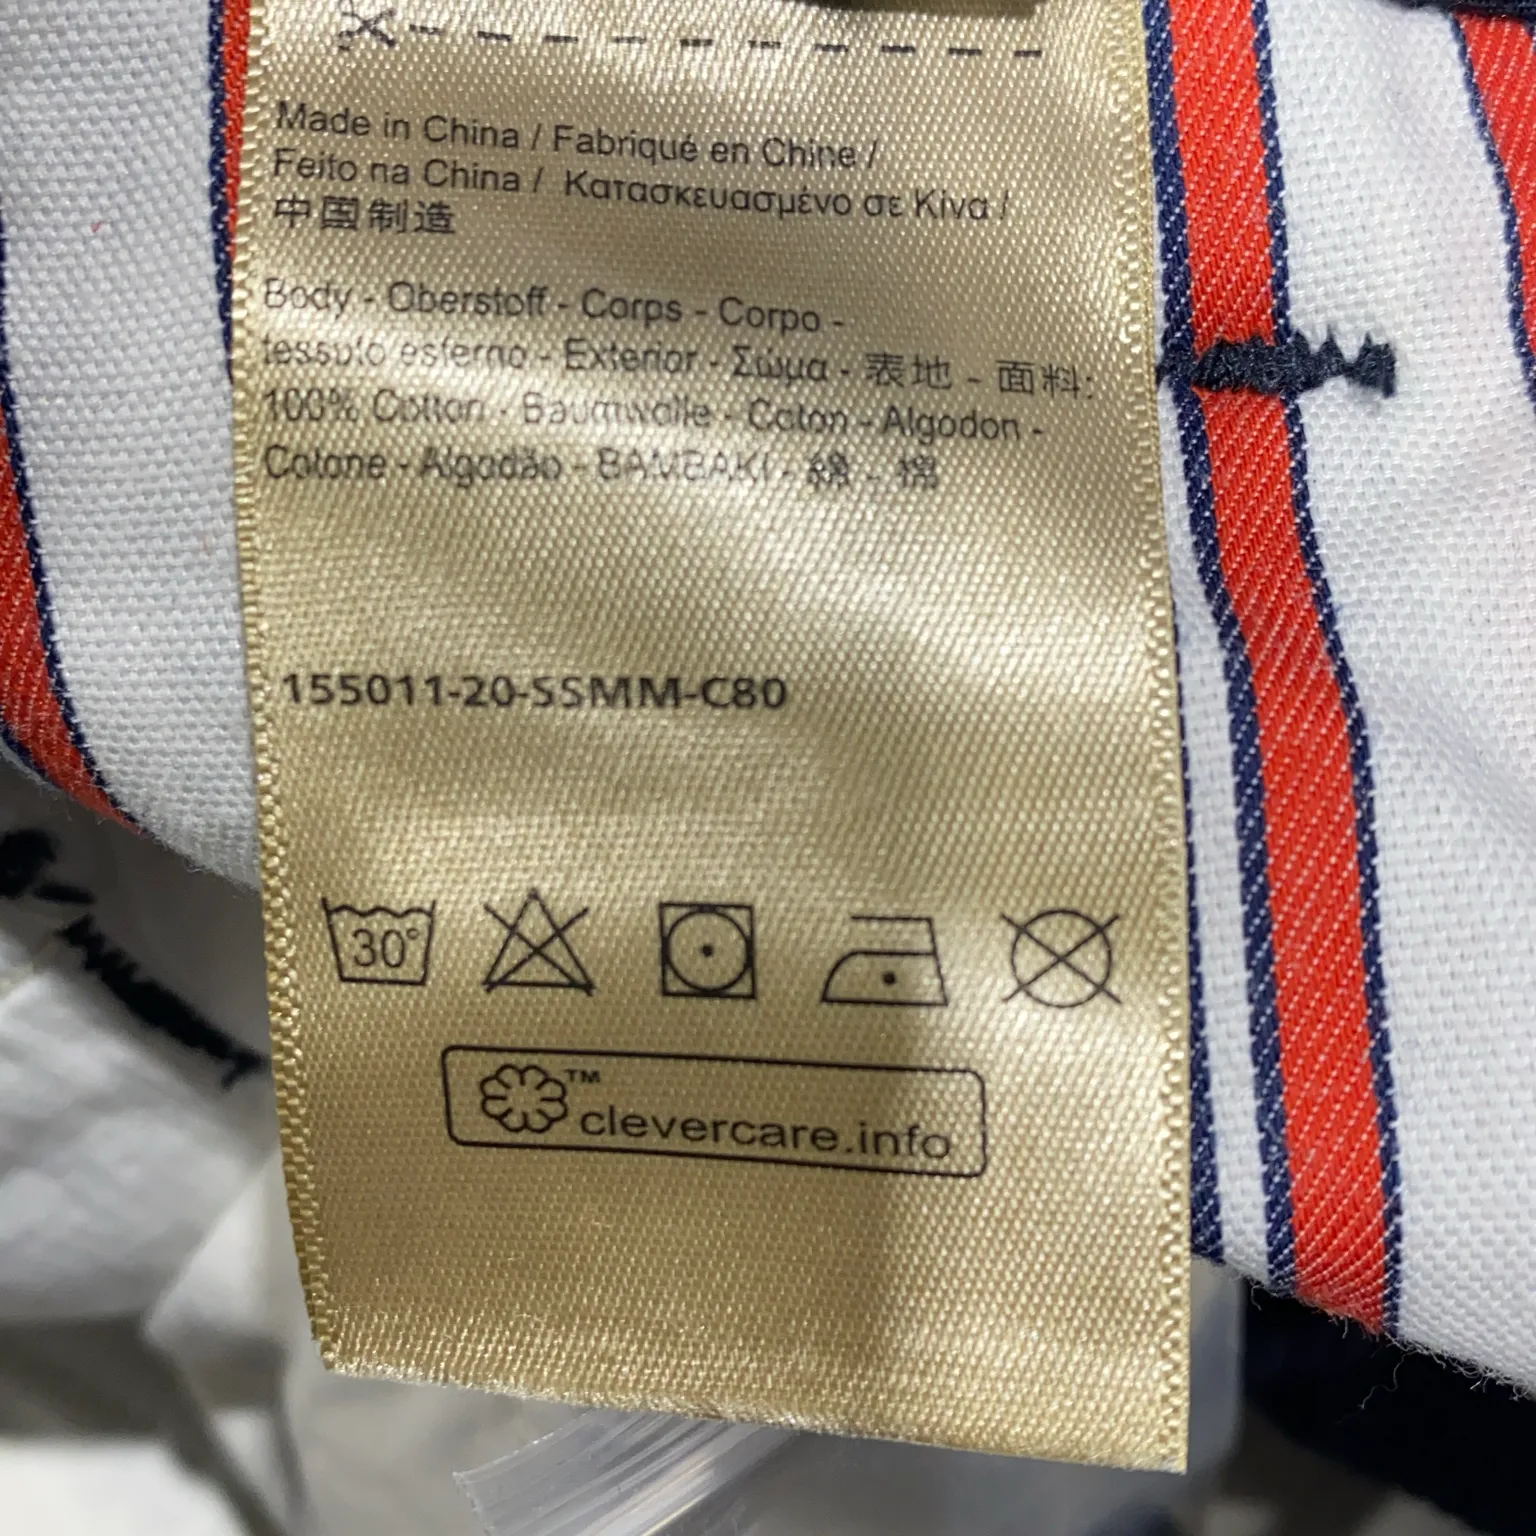 Made in China / Fabriqué en Chine /
Feito na China / Κατασκευασμένο σε Κίνα /
中国制造
Body - Oberstoff - Corps - Corpo -
tessuto esterno - Exterior - Σώμα - 表地 - 面料:
100% Cotton - Baumwolle - Coton - Algodon -
Cotone - Algodão - BAMBAKI - 綿 - 棉
155011-20-SSMM-C80
30°
™
clevercare.info